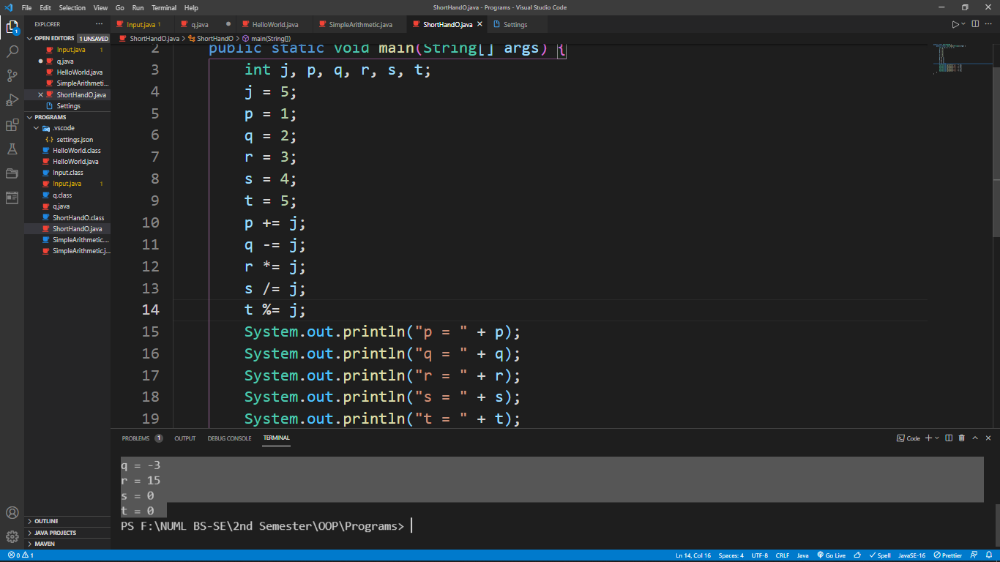 File Edit Selection View Go Run Terminal Help ShortHandO.java - Programs - Visual Studio Code
EXPLORER
OPEN EDITORS 1 UNSAVED
Input.java 1
q.java
HelloWorld.java
SimpleArithmeti...
ShortHandO.java
Settings
PROGRAMS
.vscode
settings.json
HelloWorld.class
HelloWorld.java
Input.class
Input.java 1
q.class
q.java
ShortHandO.class
ShortHandO.java
SimpleArithmetic....
SimpleArithmetic.j...
OUTLINE
JAVA PROJECTS
MAVEN
Input.java 1 q.java HelloWorld.java SimpleArithmetic.java ShortHandO.java Settings
ShortHandO.java > ShortHandO > main(String[])
2 public static void main(String[] args) {
3 int j, p, q, r, s, t;
4 j = 5;
5 p = 1;
6 q = 2;
7 r = 3;
8 s = 4;
9 t = 5;
10 p += j;
11 q -= j;
12 r *= j;
13 s /= j;
14 t %= j;
15 System.out.println("p = " + p);
16 System.out.println("q = " + q);
17 System.out.println("r = " + r);
18 System.out.println("s = " + s);
19 System.out.println("t = " + t);
PROBLEMS 1 OUTPUT DEBUG CONSOLE TERMINAL Code
q = -3
r = 15
s = 0
t = 0
PS F:\NUML BS-SE\2nd Semester\OOP\Programs>
0 1 Ln 14, Col 16 Spaces: 4 UTF-8 CRLF Java Go Live Spell JavaSE-16 Prettier